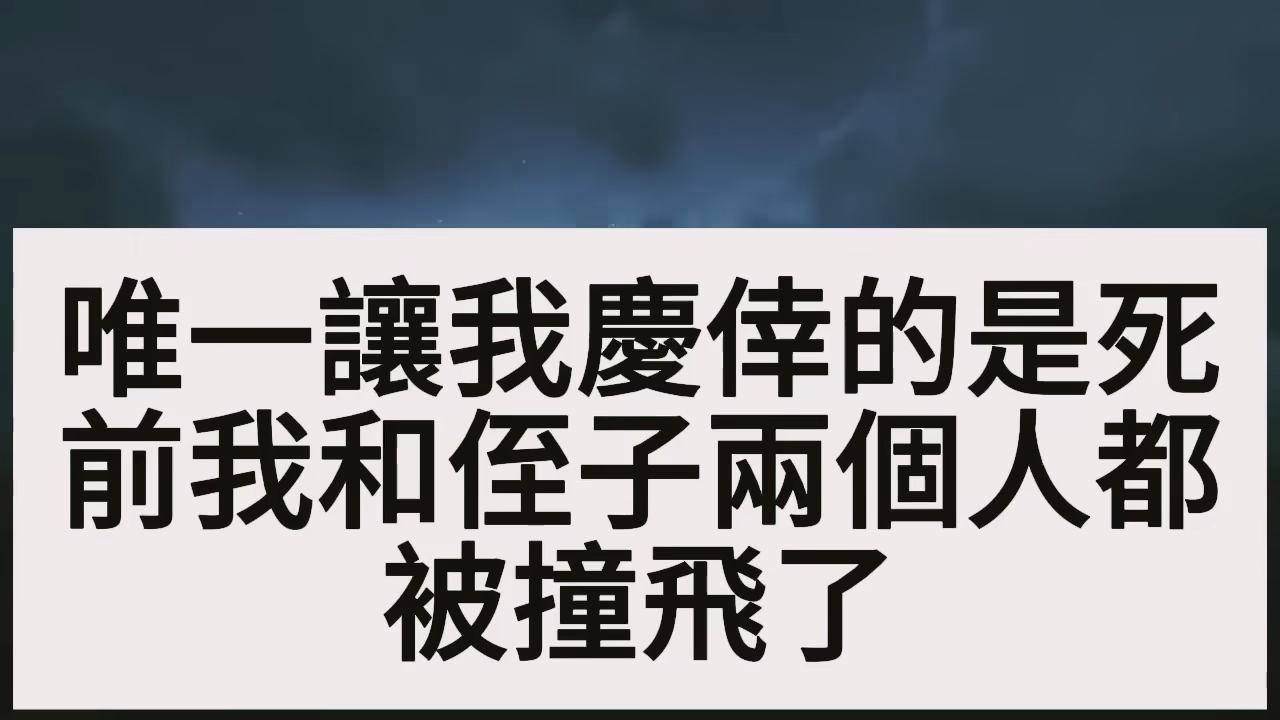 唯一讓我慶倖的是死
前我和侄子兩個人都
被撞飛了